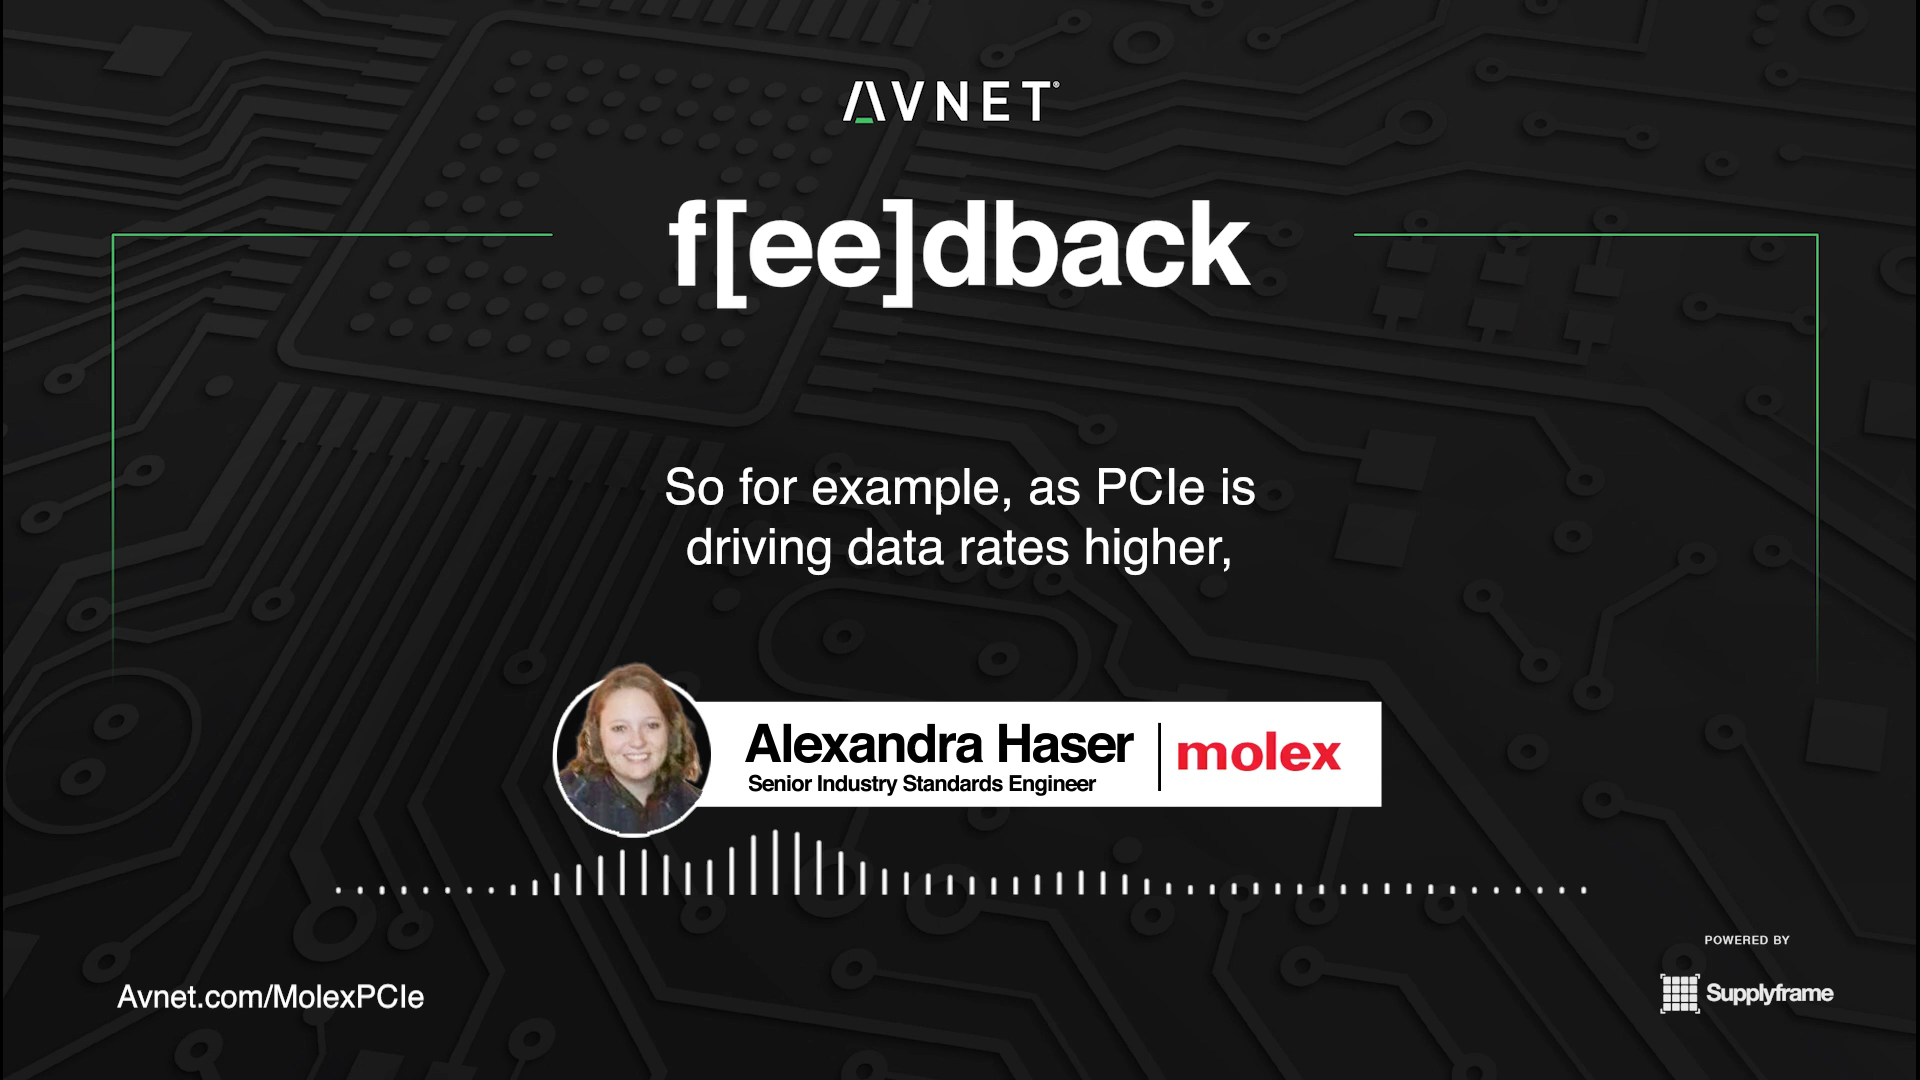 AVNET®
f[ee]dback
So for example, as PCIe is
driving data rates higher,
Alexandra Haser
Senior Industry Standards Engineer
molex
POWERED BY
Supplyframe
Avnet.com/MolexPCIe